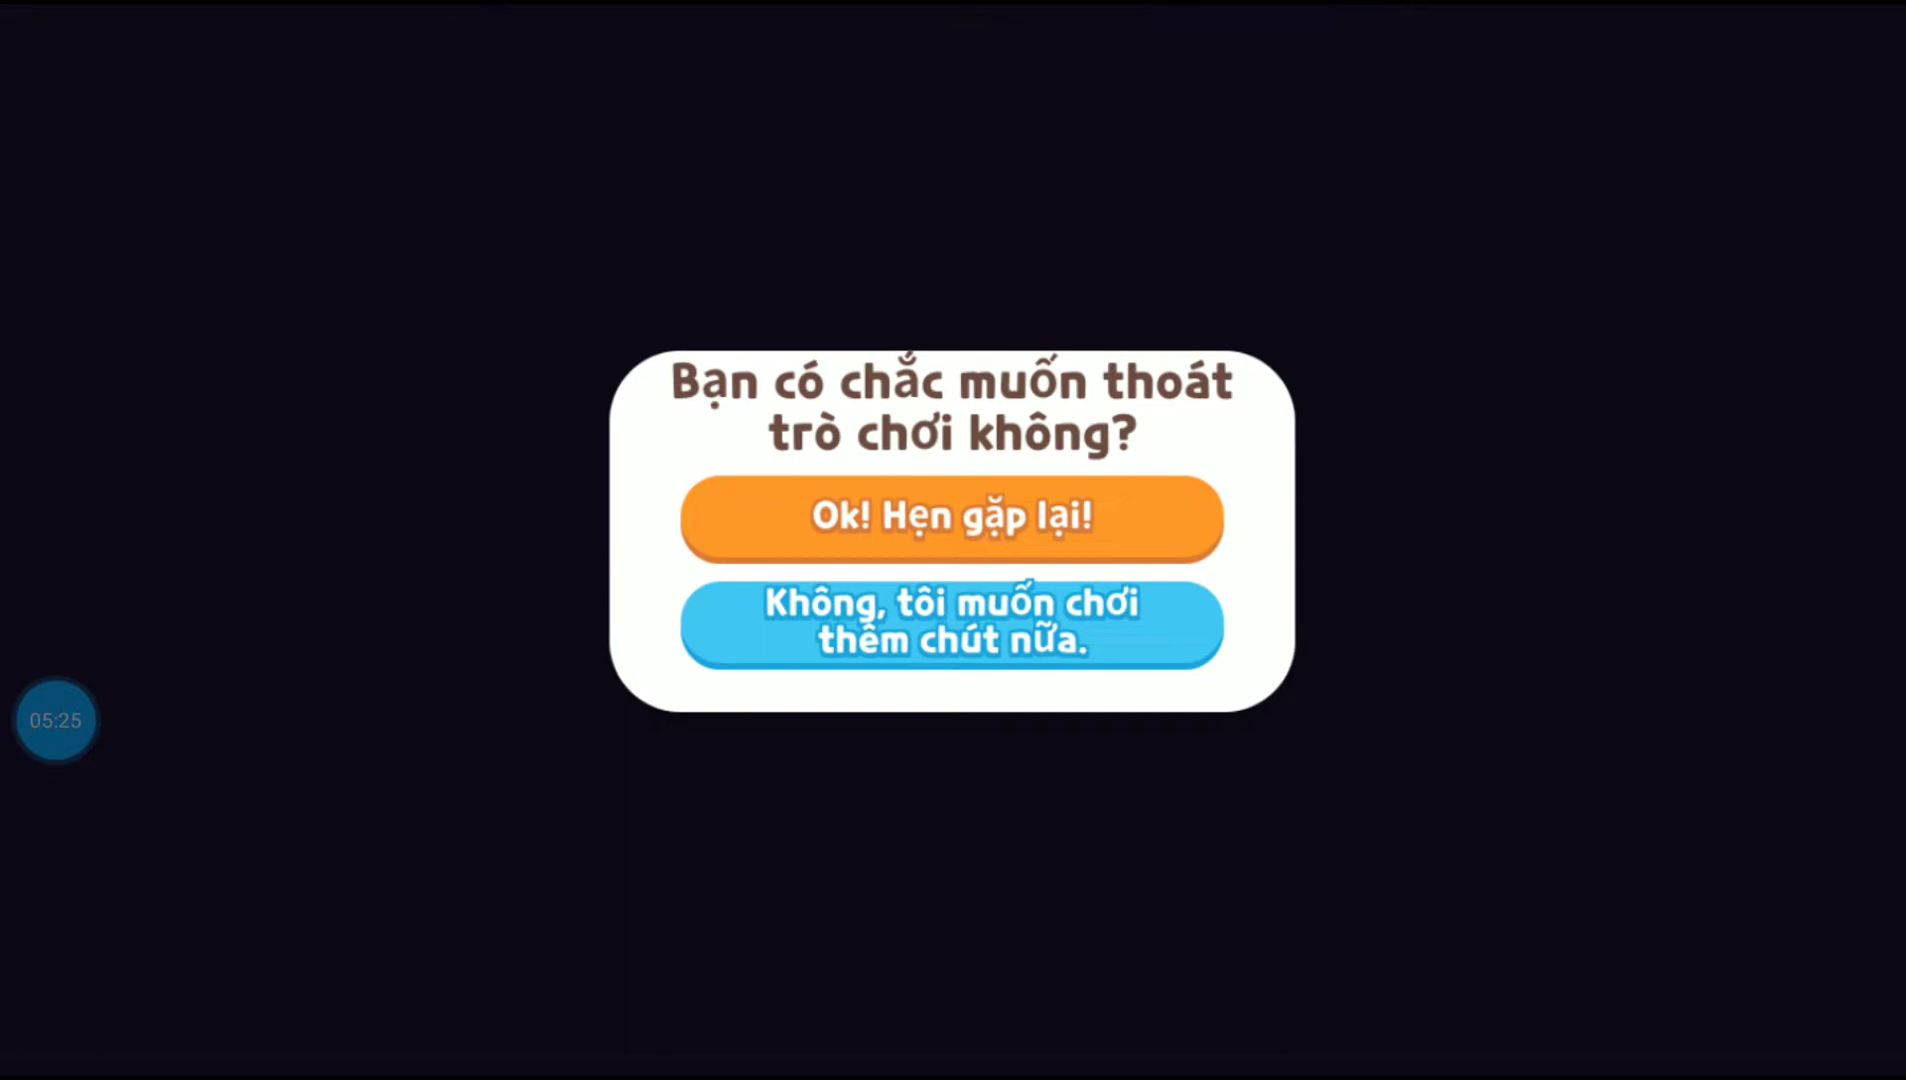 Bạn có chắc muốn thoát
trò chơi không?
Ok! Hẹn gặp lại!
Không, tôi muốn chơi
thêm chút nữa.
05:25